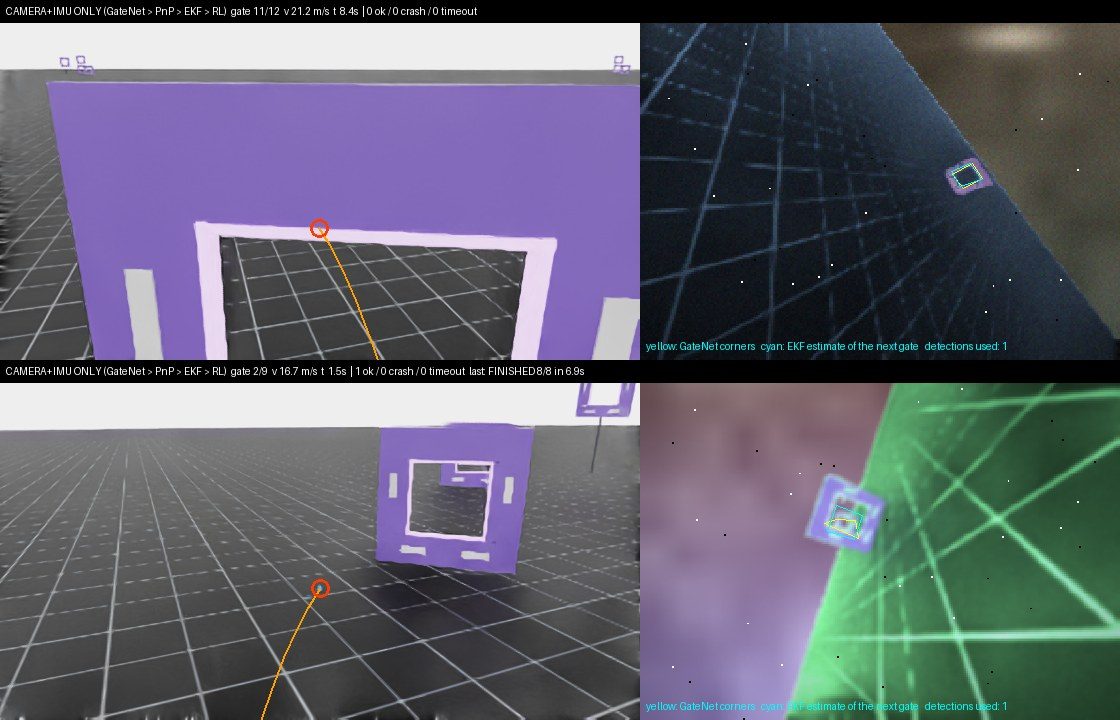 CAMERA+IMU ONLY (GateNet > PnP > EKF > RL) gate 11/12 v 21.2 m/s t 8.4s | 0 ok / 0 crash / 0 timeout
yellow: GateNet corners cyan: EKF estimate of the next gate detections used: 1
CAMERA+IMU ONLY (GateNet > PnP > EKF > RL) gate 2/9 v 16.7 m/s t 1.5s | 1 ok / 0 crash / 0 timeout last: FINISHED 8/8 in 6.9s
yellow: GateNet corners cyan: EKF estimate of the next gate detections used: 1